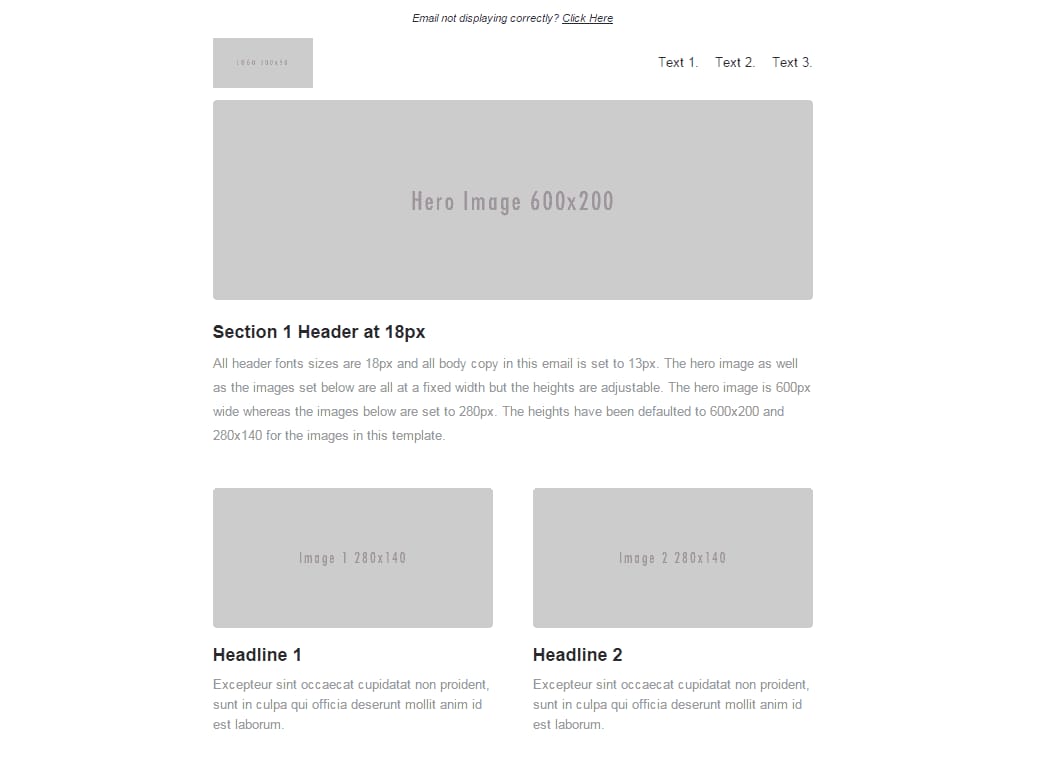 Email not displaying correctly? Click Here
LOGO 100x50
Text 1. Text 2. Text 3.
Hero Image 600x200
Section 1 Header at 18px
All header fonts sizes are 18px and all body copy in this email is set to 13px. The hero image as well
as the images set below are all at a fixed width but the heights are adjustable. The hero image is 600px
wide whereas the images below are set to 280px. The heights have been defaulted to 600x200 and
280x140 for the images in this template.
Image 1 280x140
Image 2 280x140
Headline 1
Excepteur sint occaecat cupidatat non proident,
sunt in culpa qui officia deserunt mollit anim id
est laborum.
Headline 2
Excepteur sint occaecat cupidatat non proident,
sunt in culpa qui officia deserunt mollit anim id
est laborum.